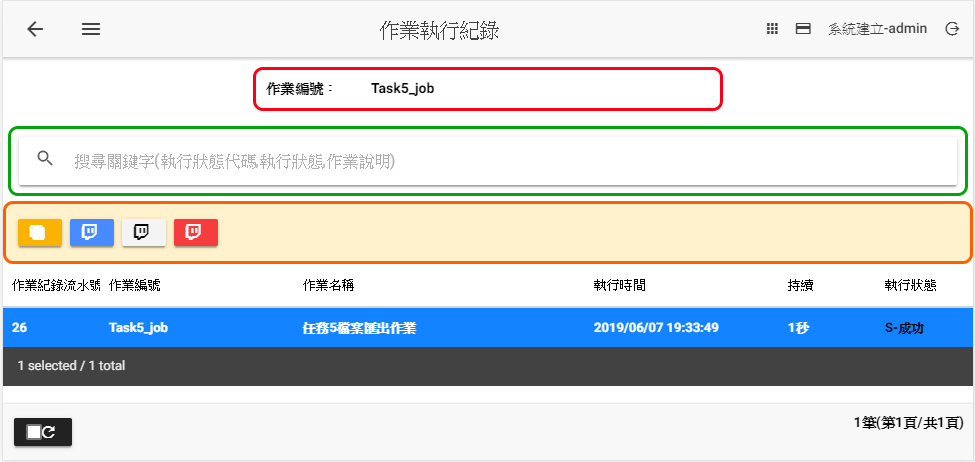 作業執行紀錄
系統建立-admin
作業編號： Task5_job
搜尋關鍵字(執行狀態代碼,執行狀態,作業說明)
作業紀錄流水號 作業編號 作業名稱 執行時間 持續 執行狀態
26 Task5_job 任務5檔案匯出作業 2019/06/07 19:33:49 1秒 S-成功
1 selected / 1 total
1筆(第1頁/共1頁)